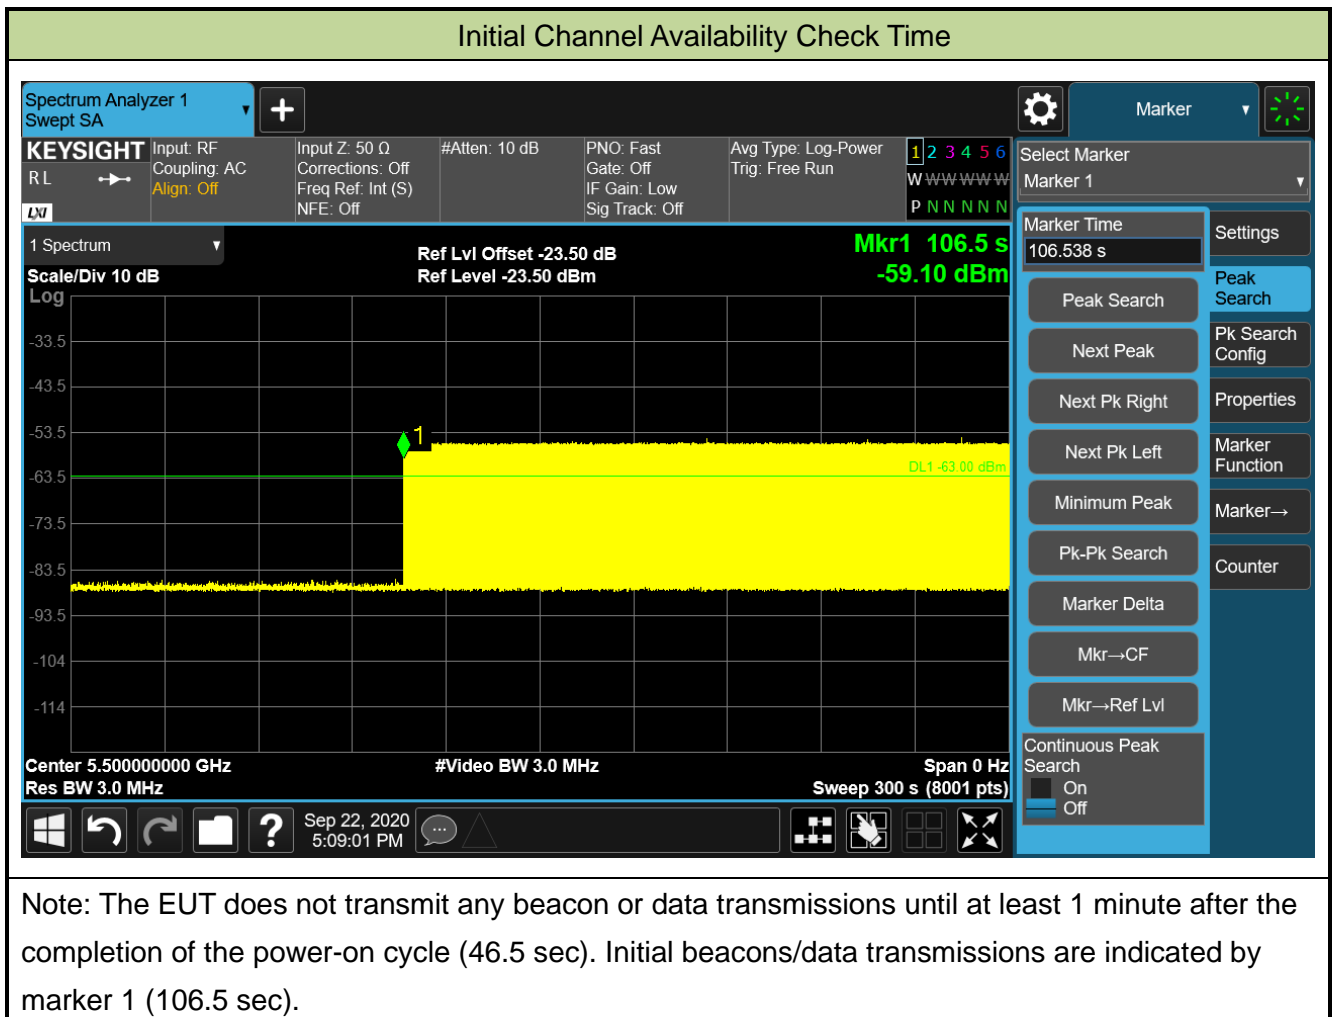 Initial Channel Availability Check Time
Spectrum Analyzer 1
Swept SA
Marker
KEYSIGHT
R L
LXI
Input: RF
Coupling: AC
Align: Off
Input Z: 50 Ω
Corrections: Off
Freq Ref: Int (S)
NFE: Off
#Atten: 10 dB
PNO: Fast
Gate: Off
IF Gain: Low
Sig Track: Off
Avg Type: Log-Power
Trig: Free Run
1 2 3 4 5 6
W W W W W W
P N N N N N
Select Marker
Marker 1
1 Spectrum
Scale/Div 10 dB
Log
Ref Lvl Offset -23.50 dB
Ref Level -23.50 dBm
Mkr1 106.5 s
-59.10 dBm
-33.5
-43.5
-53.5
-63.5
-73.5
-83.5
-93.5
-104
-114
1
DL1 -63.00 dBm
Center 5.500000000 GHz
Res BW 3.0 MHz
#Video BW 3.0 MHz
Span 0 Hz
Sweep 300 s (8001 pts)
Marker Time
106.538 s
Peak Search
Next Peak
Next Pk Right
Next Pk Left
Minimum Peak
Pk-Pk Search
Marker Delta
Mkr→CF
Mkr→Ref Lvl
Continuous Peak
Search
On
Off
Settings
Peak
Search
Pk Search
Config
Properties
Marker
Function
Marker→
Counter
?
Sep 22, 2020
5:09:01 PM
Note: The EUT does not transmit any beacon or data transmissions until at least 1 minute after the
completion of the power-on cycle (46.5 sec). Initial beacons/data transmissions are indicated by
marker 1 (106.5 sec).